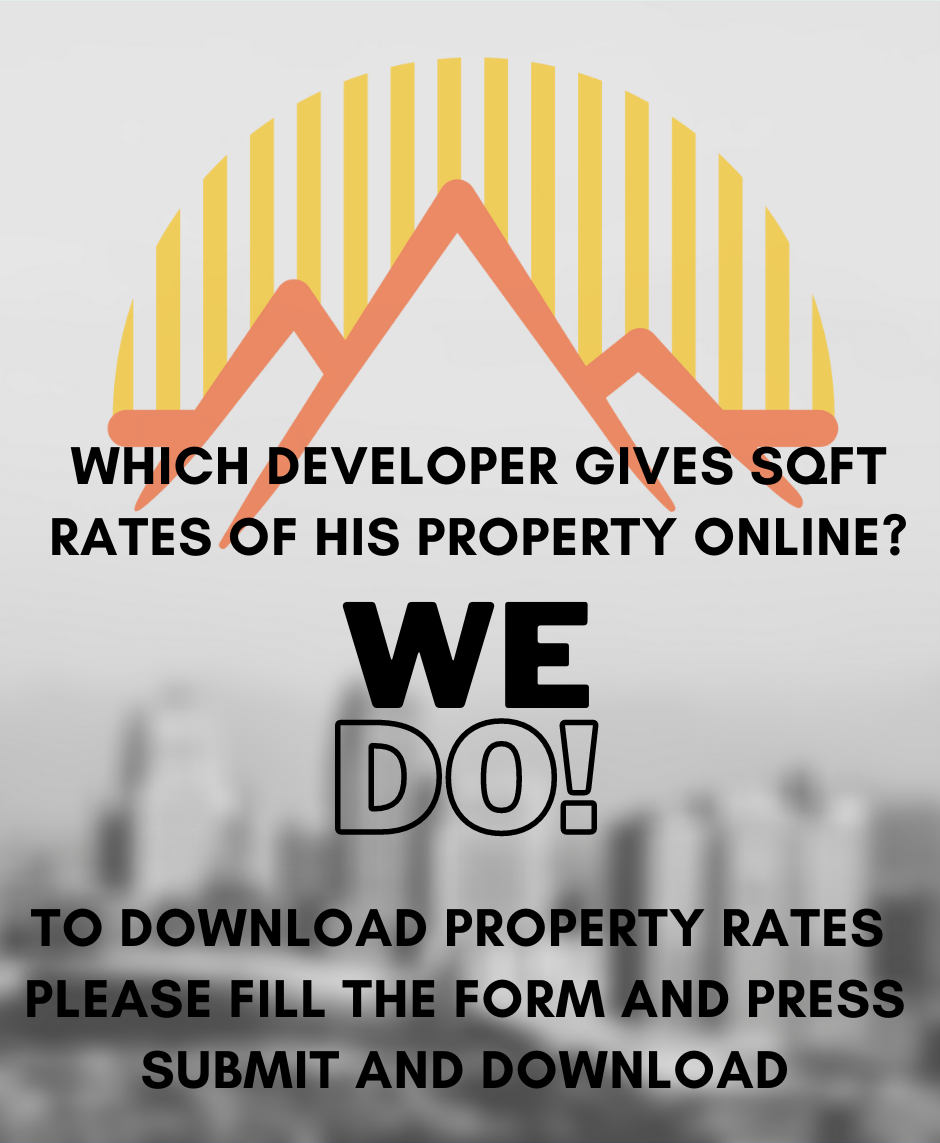 WHICH DEVELOPER GIVES SQFT
RATES OF HIS PROPERTY ONLINE?
WE
DO!
TO DOWNLOAD PROPERTY RATES
PLEASE FILL THE FORM AND PRESS
SUBMIT AND DOWNLOAD